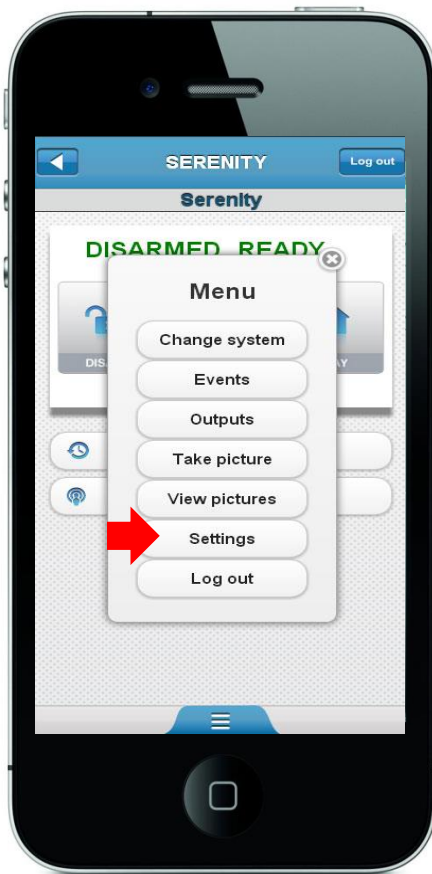 SERENITY
Log out
Serenity
DISARMED READY
Menu
Change system
Events
Outputs
Take picture
View pictures
Settings
Log out